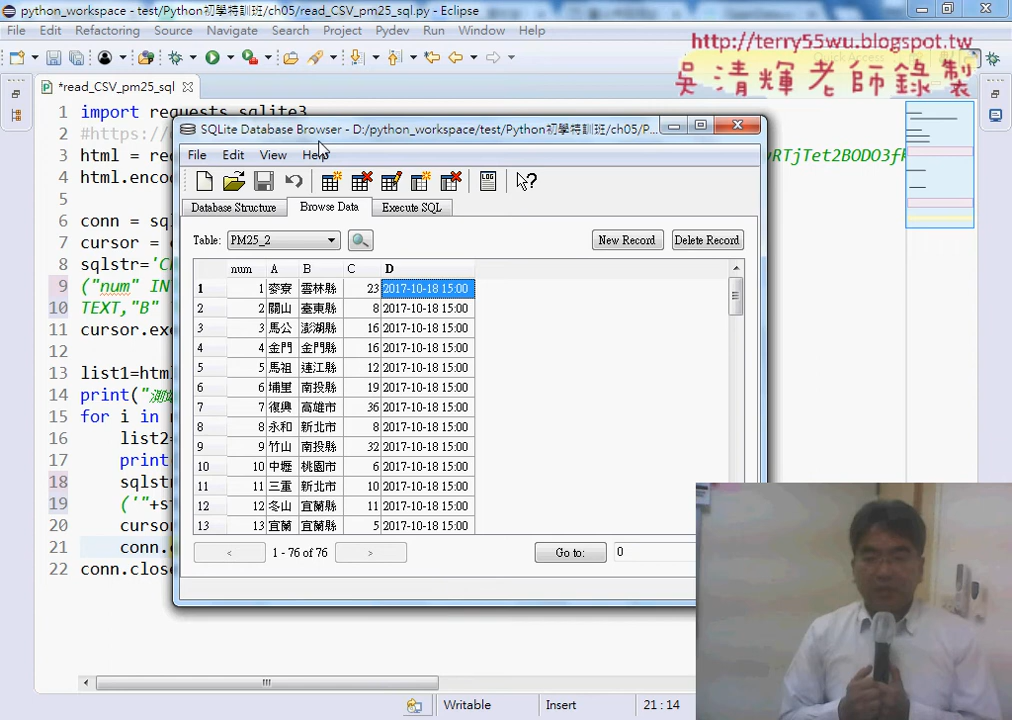 python_workspace - test/Python初學特訓班/ch05/read_CSV_pm25_sql.py - Eclipse
File Edit Refactoring Source Navigate Search Project Pydev Run Window Help
http://terry55wu.blogspot.tw
Quick Access
吳清輝老師錄製
*read_CSV_pm25_sql
1 import requests,sqlite3
2 #https:/
3 html = re
RTjTet2BODO3f
4 html.enco
5
6 conn = sq
7 cursor = c
8 sqlstr='C
9 ("num" IN
10 TEXT,"B"
11 cursor.exe
12
13 list1=htm
14 print("測
15 for i in
16 list2=
17 print
18 sqlst
19 ('"+st
20 cursor
21 conn.
22 conn.close
SQLite Database Browser - D:/python_workspace/test/Python初學特訓班/ch05/P...
File Edit View Help
LOG
Database Structure Browse Data Execute SQL
Table: PM25_2 New Record Delete Record
num A B C D
1 1 麥寮 雲林縣 23 2017-10-18 15:00
2 2 關山 臺東縣 8 2017-10-18 15:00
3 3 馬公 澎湖縣 16 2017-10-18 15:00
4 4 金門 金門縣 16 2017-10-18 15:00
5 5 馬祖 連江縣 12 2017-10-18 15:00
6 6 埔里 南投縣 19 2017-10-18 15:00
7 7 復興 高雄市 36 2017-10-18 15:00
8 8 永和 新北市 8 2017-10-18 15:00
9 9 竹山 南投縣 32 2017-10-18 15:00
10 10 中壢 桃園市 6 2017-10-18 15:00
11 11 三重 新北市 10 2017-10-18 15:00
12 12 冬山 宜蘭縣 11 2017-10-18 15:00
13 13 宜蘭 宜蘭縣 5 2017-10-18 15:00
< 1 - 76 of 76 > Go to: 0
Writable Insert 21 : 14